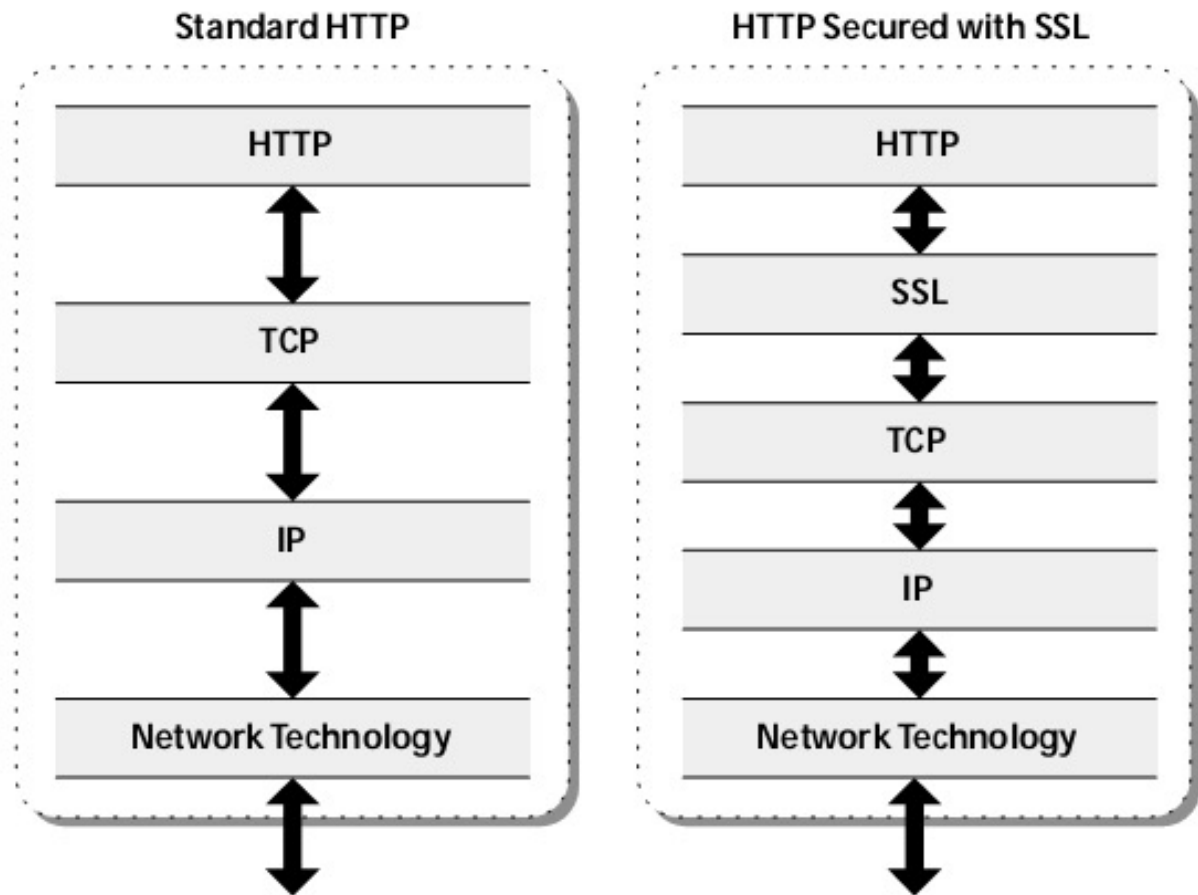 Standard HTTP
HTTP
TCP
IP
Network Technology
HTTP Secured with SSL
HTTP
SSL
TCP
IP
Network Technology